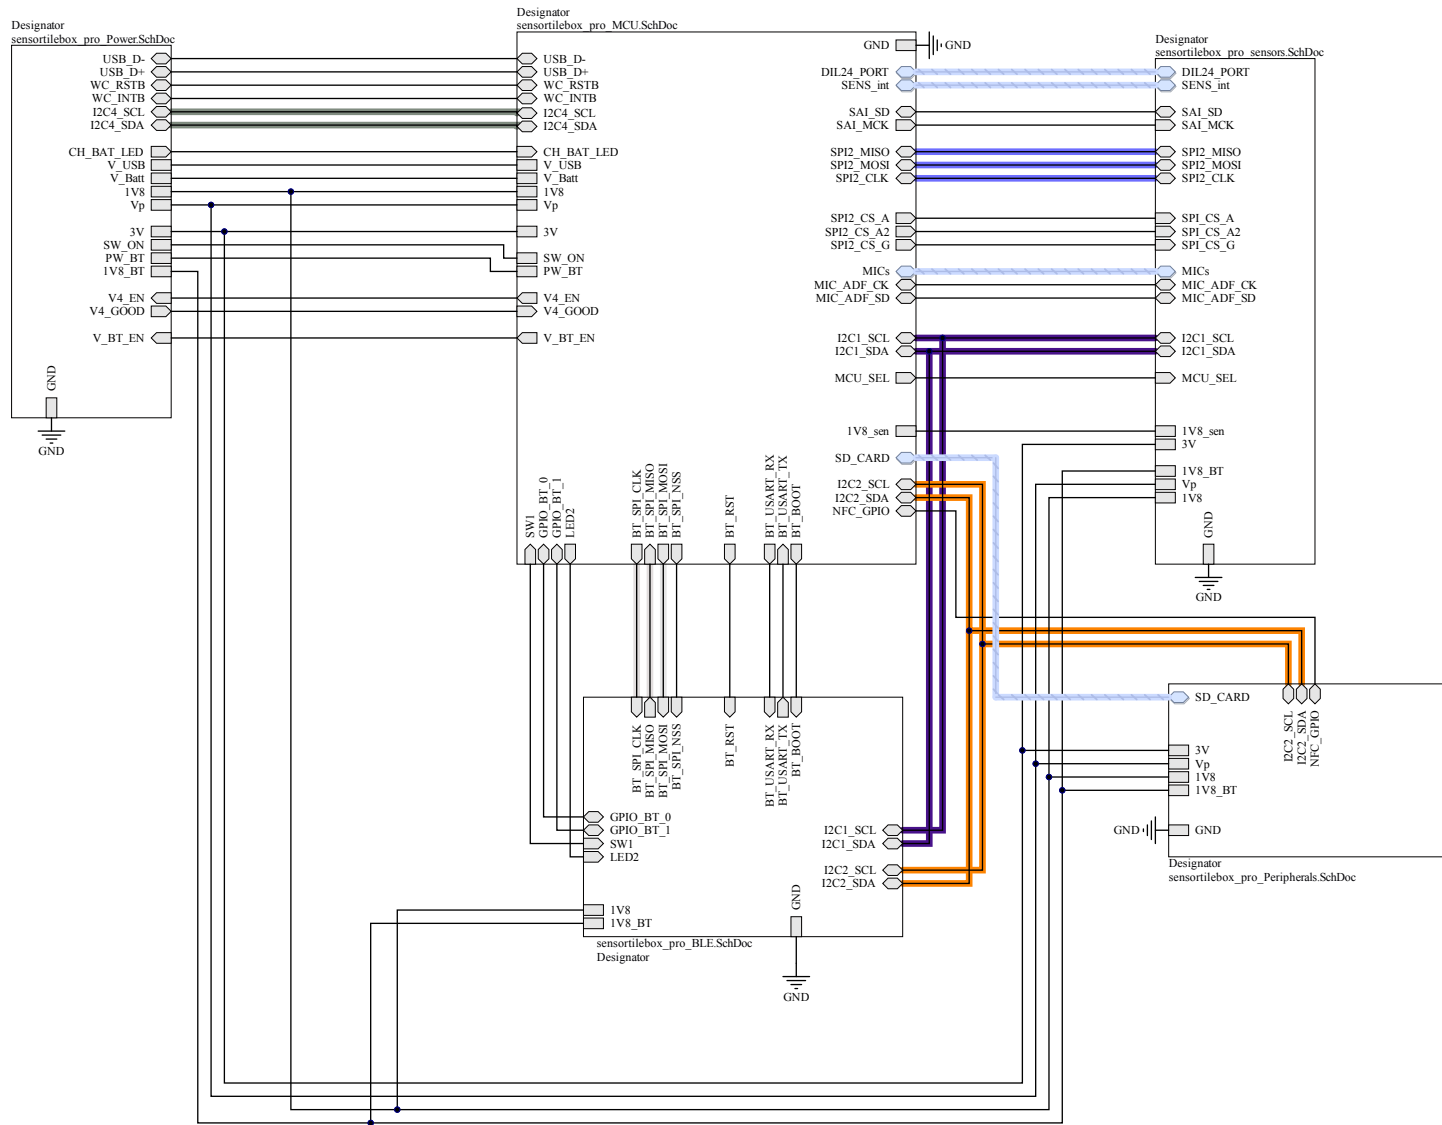 Designator
sensortilebox_pro_Power.SchDoc
USB_D-
USB_D+
WC_RSTB
WC_INTB
I2C4_SCL
I2C4_SDA
CH_BAT_LED
V_USB
V_Batt
1V8
Vp
3V
SW_ON
PW_BT
1V8_BT
V4_EN
V4_GOOD
V_BT_EN
GND
GND
Designator
sensortilebox_pro_MCU.SchDoc
USB_D-
USB_D+
WC_RSTB
WC_INTB
I2C4_SCL
I2C4_SDA
CH_BAT_LED
V_USB
V_Batt
1V8
Vp
3V
SW_ON
PW_BT
V4_EN
V4_GOOD
V_BT_EN
GND
GND
DIL24_PORT
SENS_int
SAI_SD
SAI_MCK
SPI2_MISO
SPI2_MOSI
SPI2_CLK
SPI2_CS_A
SPI2_CS_A2
SPI2_CS_G
MICs
MIC_ADF_CK
MIC_ADF_SD
I2C1_SCL
I2C1_SDA
MCU_SEL
1V8_sen
SD_CARD
I2C2_SCL
I2C2_SDA
NFC_GPIO
SW1
GPIO_BT_0
GPIO_BT_1
LED2
BT_SPI_CLK
BT_SPI_MISO
BT_SPI_MOSI
BT_SPI_NSS
BT_RST
BT_USART_RX
BT_USART_TX
BT_BOOT
Designator
sensortilebox_pro_sensors.SchDoc
DIL24_PORT
SENS_int
SAI_SD
SAI_MCK
SPI2_MISO
SPI2_MOSI
SPI2_CLK
SPI_CS_A
SPI_CS_A2
SPI_CS_G
MICs
MIC_ADF_CK
MIC_ADF_SD
I2C1_SCL
I2C1_SDA
MCU_SEL
1V8_sen
3V
1V8_BT
Vp
1V8
GND
GND
BT_SPI_CLK
BT_SPI_MISO
BT_SPI_MOSI
BT_SPI_NSS
BT_RST
BT_USART_RX
BT_USART_TX
BT_BOOT
GPIO_BT_0
GPIO_BT_1
SW1
LED2
I2C1_SCL
I2C1_SDA
I2C2_SCL
I2C2_SDA
1V8
1V8_BT
GND
sensortilebox_pro_BLE.SchDoc
Designator
GND
SD_CARD
I2C2_SCL
I2C2_SDA
NFC_GPIO
3V
Vp
1V8
1V8_BT
GND
GND
Designator
sensortilebox_pro_Peripherals.SchDoc